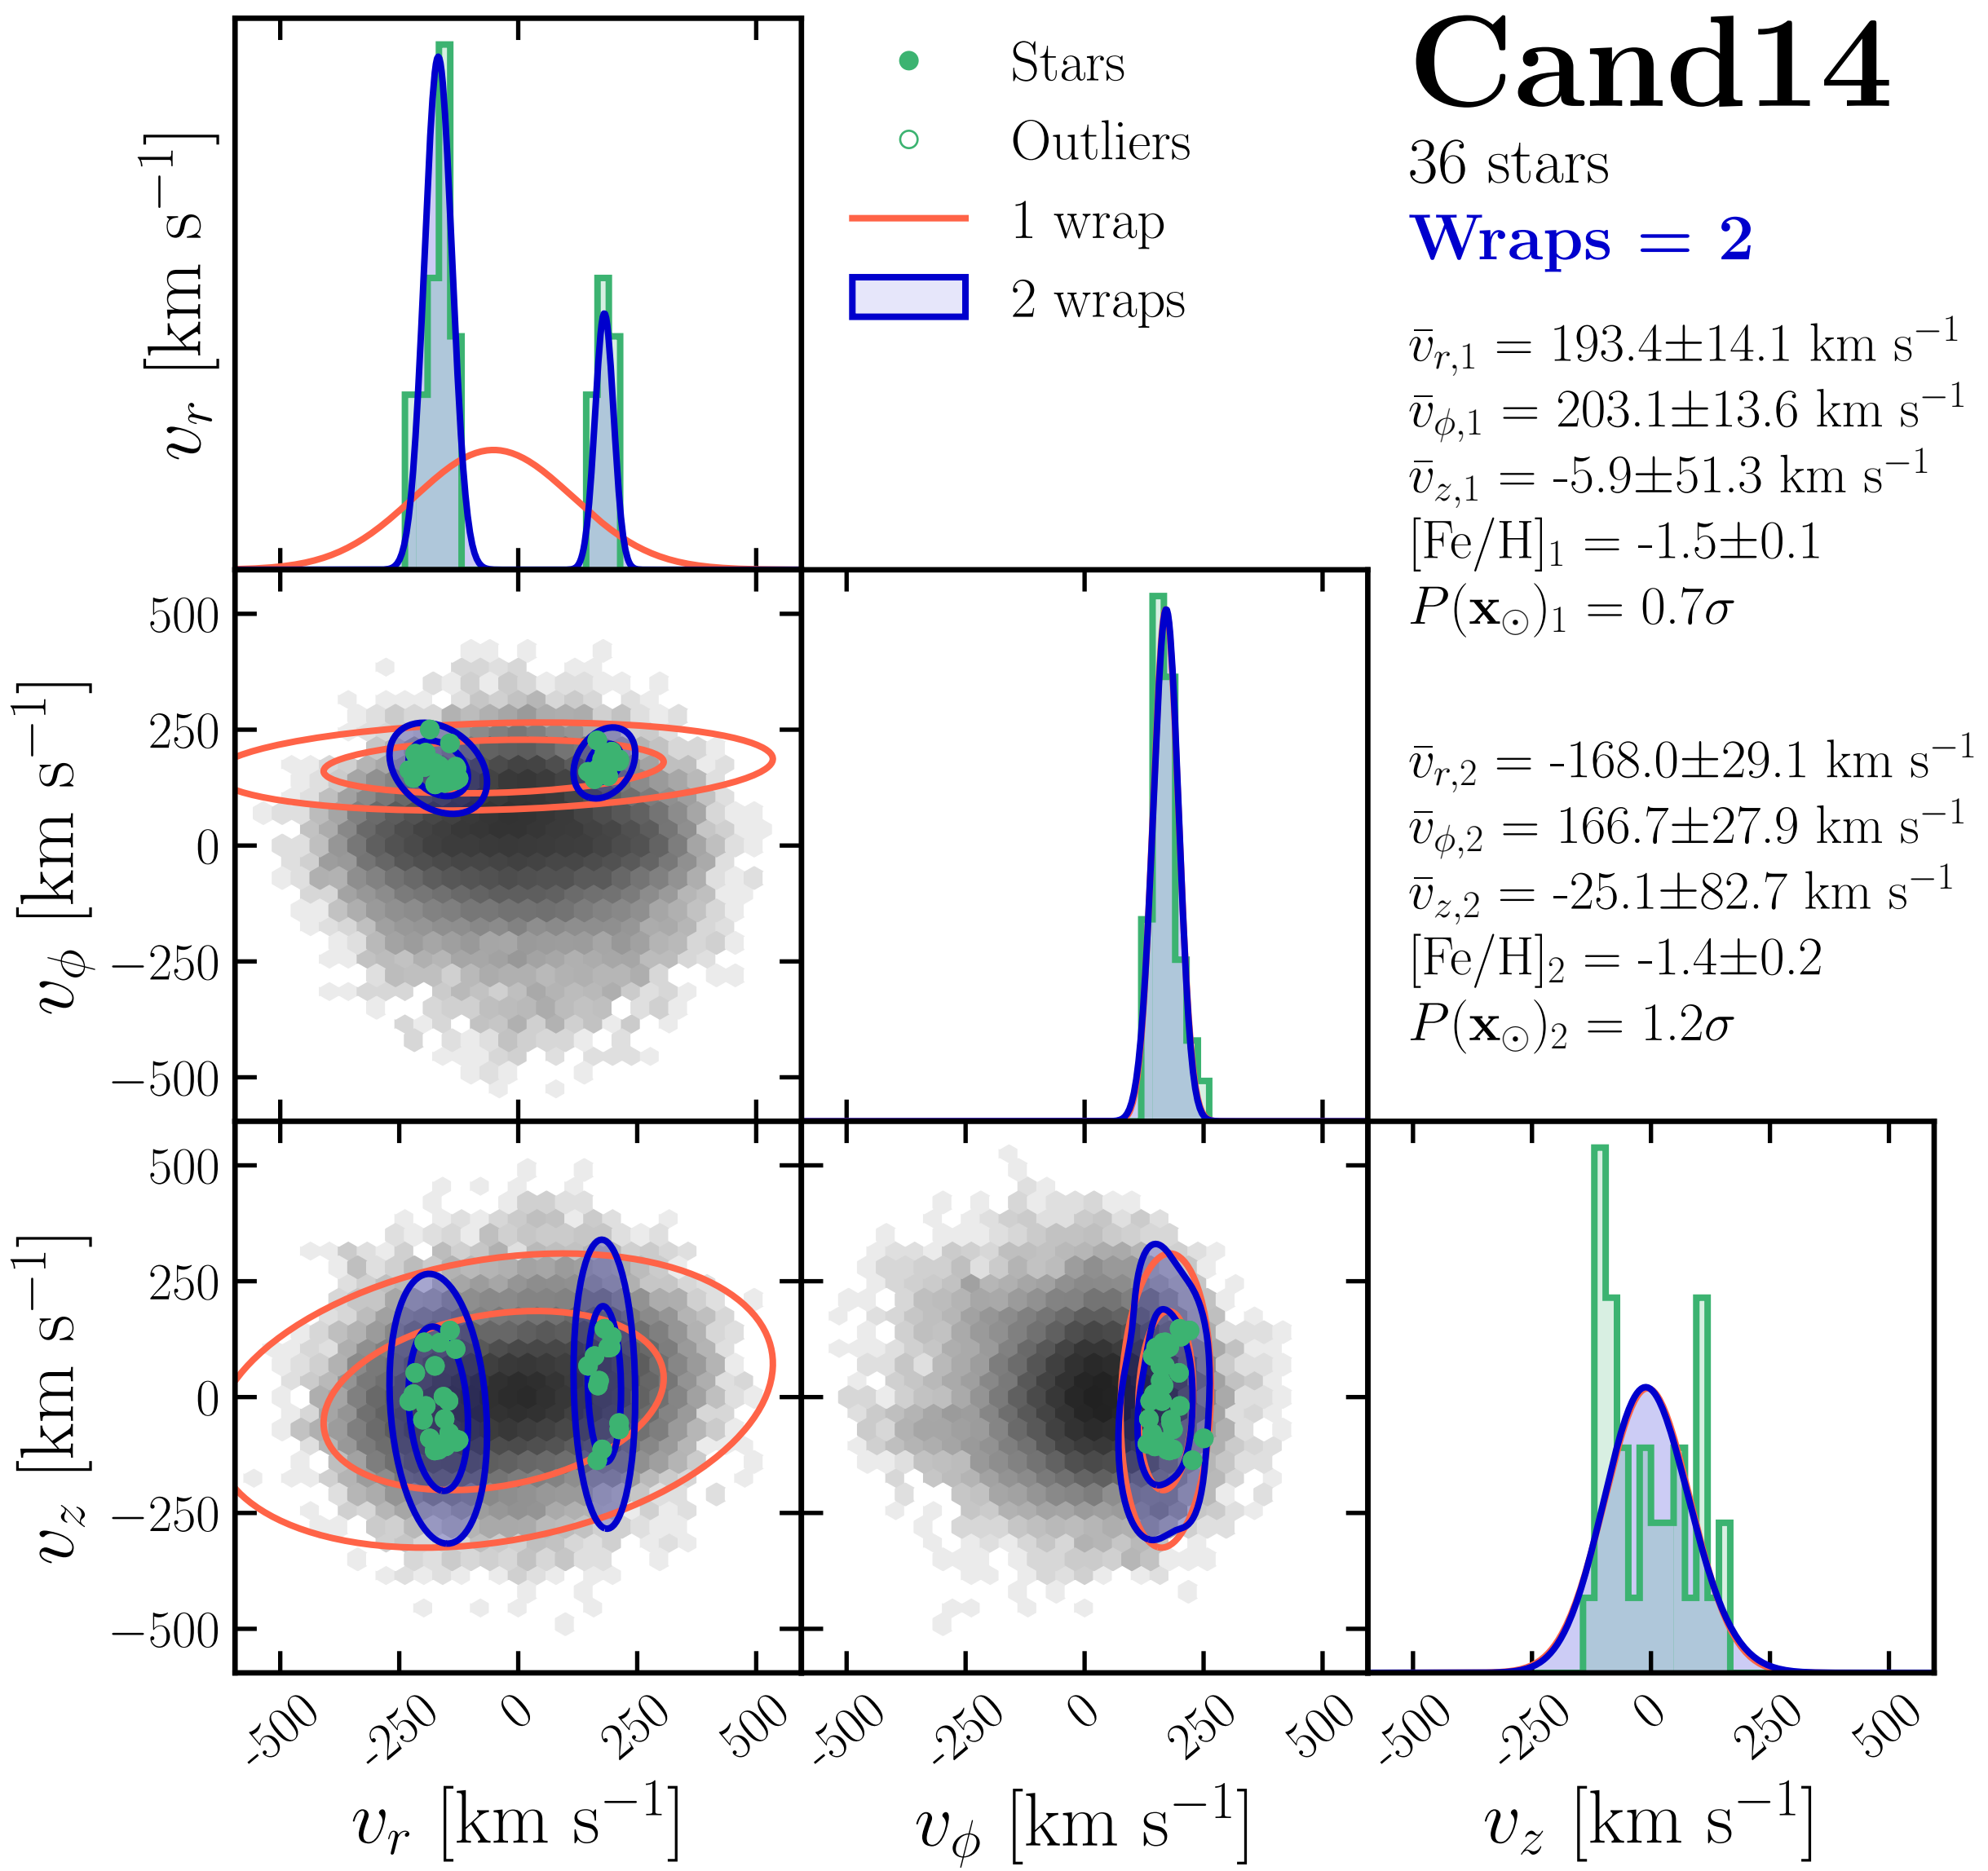 Cand14
36 stars
Wraps = 2
v̄_{r,1} = 193.4±14.1 km s⁻¹
v̄_{ϕ,1} = 203.1±13.6 km s⁻¹
v̄_{z,1} = -5.9±51.3 km s⁻¹
[Fe/H]₁ = -1.5±0.1
P(x_⊙)₁ = 0.7σ
v̄_{r,2} = -168.0±29.1 km s⁻¹
v̄_{ϕ,2} = 166.7±27.9 km s⁻¹
v̄_{z,2} = -25.1±82.7 km s⁻¹
[Fe/H]₂ = -1.4±0.2
P(x_⊙)₂ = 1.2σ
Stars
Outliers
1 wrap
2 wraps
v_r [km s⁻¹]
v_ϕ [km s⁻¹]
500
250
0
−250
−500
v_z [km s⁻¹]
500
250
0
−250
−500
-500 -250 0 250 500
-500 -250 0 250 500
-500 -250 0 250 500
v_r [km s⁻¹]
v_ϕ [km s⁻¹]
v_z [km s⁻¹]